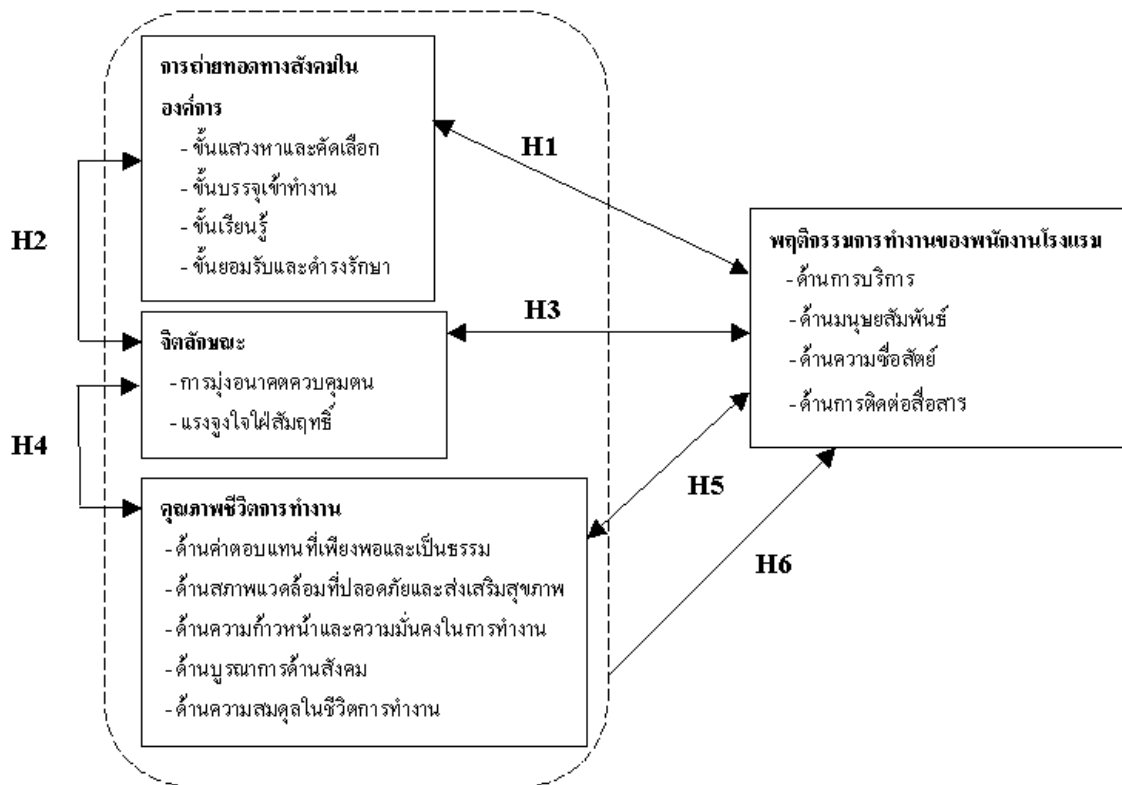 การถ่ายทอดทางสังคมใน
องค์การ
- ขั้นแสวงหาและคัดเลือก
- ขั้นบรรจุเข้าทำงาน
- ขั้นเรียนรู้
- ขั้นยอมรับและดำรงรักษา
H1
H2
พฤติกรรมการทำงานของพนักงานโรงแรม
- ด้านการบริการ
- ด้านมนุษยสัมพันธ์
- ด้านความซื่อสัตย์
- ด้านการติดต่อสื่อสาร
H3
จิตลักษณะ
- การมุ่งอนาคตควบคุมตน
- แรงจูงใจใฝ่สัมฤทธิ์
H4
H5
คุณภาพชีวิตการทำงาน
- ด้านค่าตอบแทนที่เพียงพอและเป็นธรรม
- ด้านสภาพแวดล้อมที่ปลอดภัยและส่งเสริมสุขภาพ
- ด้านความก้าวหน้าและความมั่นคงในการทำงาน
- ด้านบูรณาการด้านสังคม
- ด้านความสมดุลในชีวิตการทำงาน
H6